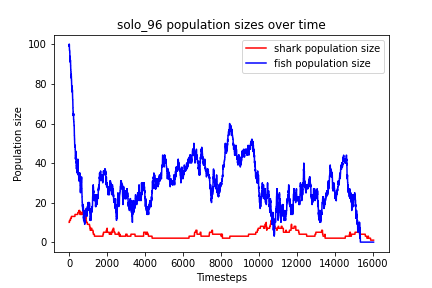 solo_96 population sizes over time
shark population size
fish population size
Population size
100
80
60
40
20
0
0 2000 4000 6000 8000 10000 12000 14000 16000
Timesteps